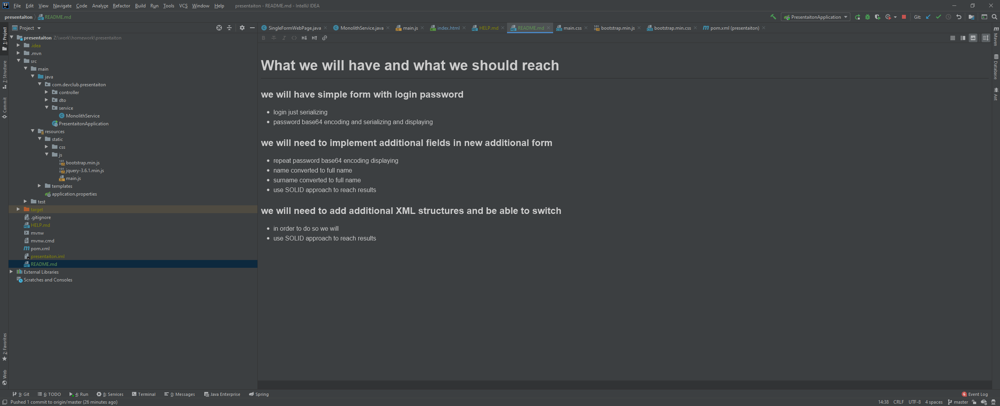 File Edit View Navigate Code Analyze Refactor Build Run Tools VCS Window Help presentaiton - README.md - IntelliJ IDEA
presentaiton README.md PresentaitonApplication Git:
Project
SingleFormWebPage.java MonolithService.java main.js index.html HELP.md README.md main.css bootstrap.min.js bootstrap.min.css pom.xml (presentaiton)
1: Project
7: Structure
Commit
2: Favorites
Web
presentaiton Z:\work\homework\presentaiton
.idea
.mvn
src
main
java
com.devclub.presentaiton
controller
dto
service
MonolithService
PresentaitonApplication
resources
static
css
js
bootstrap.min.js
jquery-3.6.1.min.js
main.js
templates
application.properties
test
target
.gitignore
HELP.md
mvnw
mvnw.cmd
pom.xml
presentaiton.iml
README.md
External Libraries
Scratches and Consoles
What we will have and what we should reach
we will have simple form with login password
login just serializing
password base64 encoding and serializing and displaying
we will need to implement additional fields in new additional form
repeat password base64 encoding displaying
name converted to full name
surname converted to full name
use SOLID approach to reach results
we will need to add additional XML structures and be able to switch
in order to do so we will
use SOLID approach to reach results
Maven
Database
Ant
9: Git 6: TODO 4: Run 8: Services Terminal 0: Messages Java Enterprise Spring 6 Event Log
Pushed 1 commit to origin/master (26 minutes ago) 14:38 CRLF UTF-8 4 spaces master